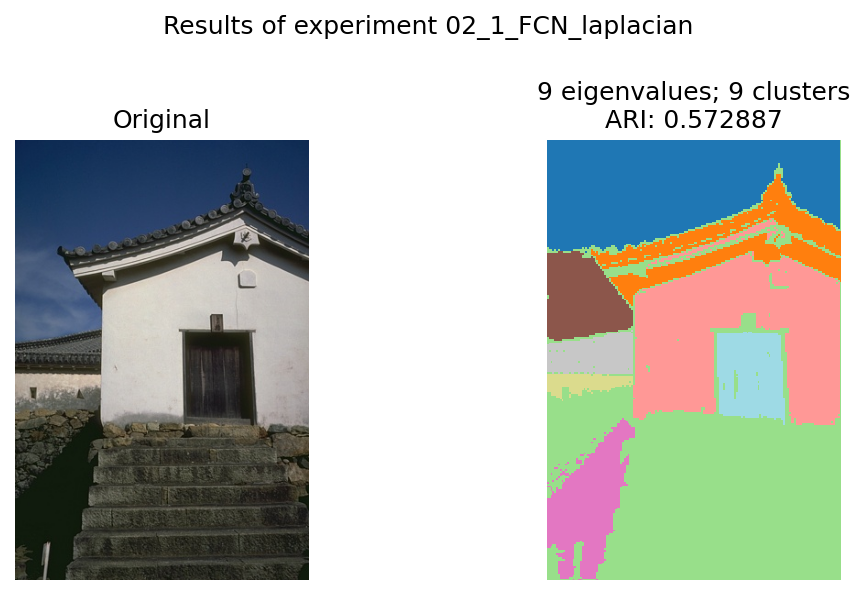 Results of experiment 02_1_FCN_laplacian
Original
9 eigenvalues; 9 clusters
ARI: 0.572887